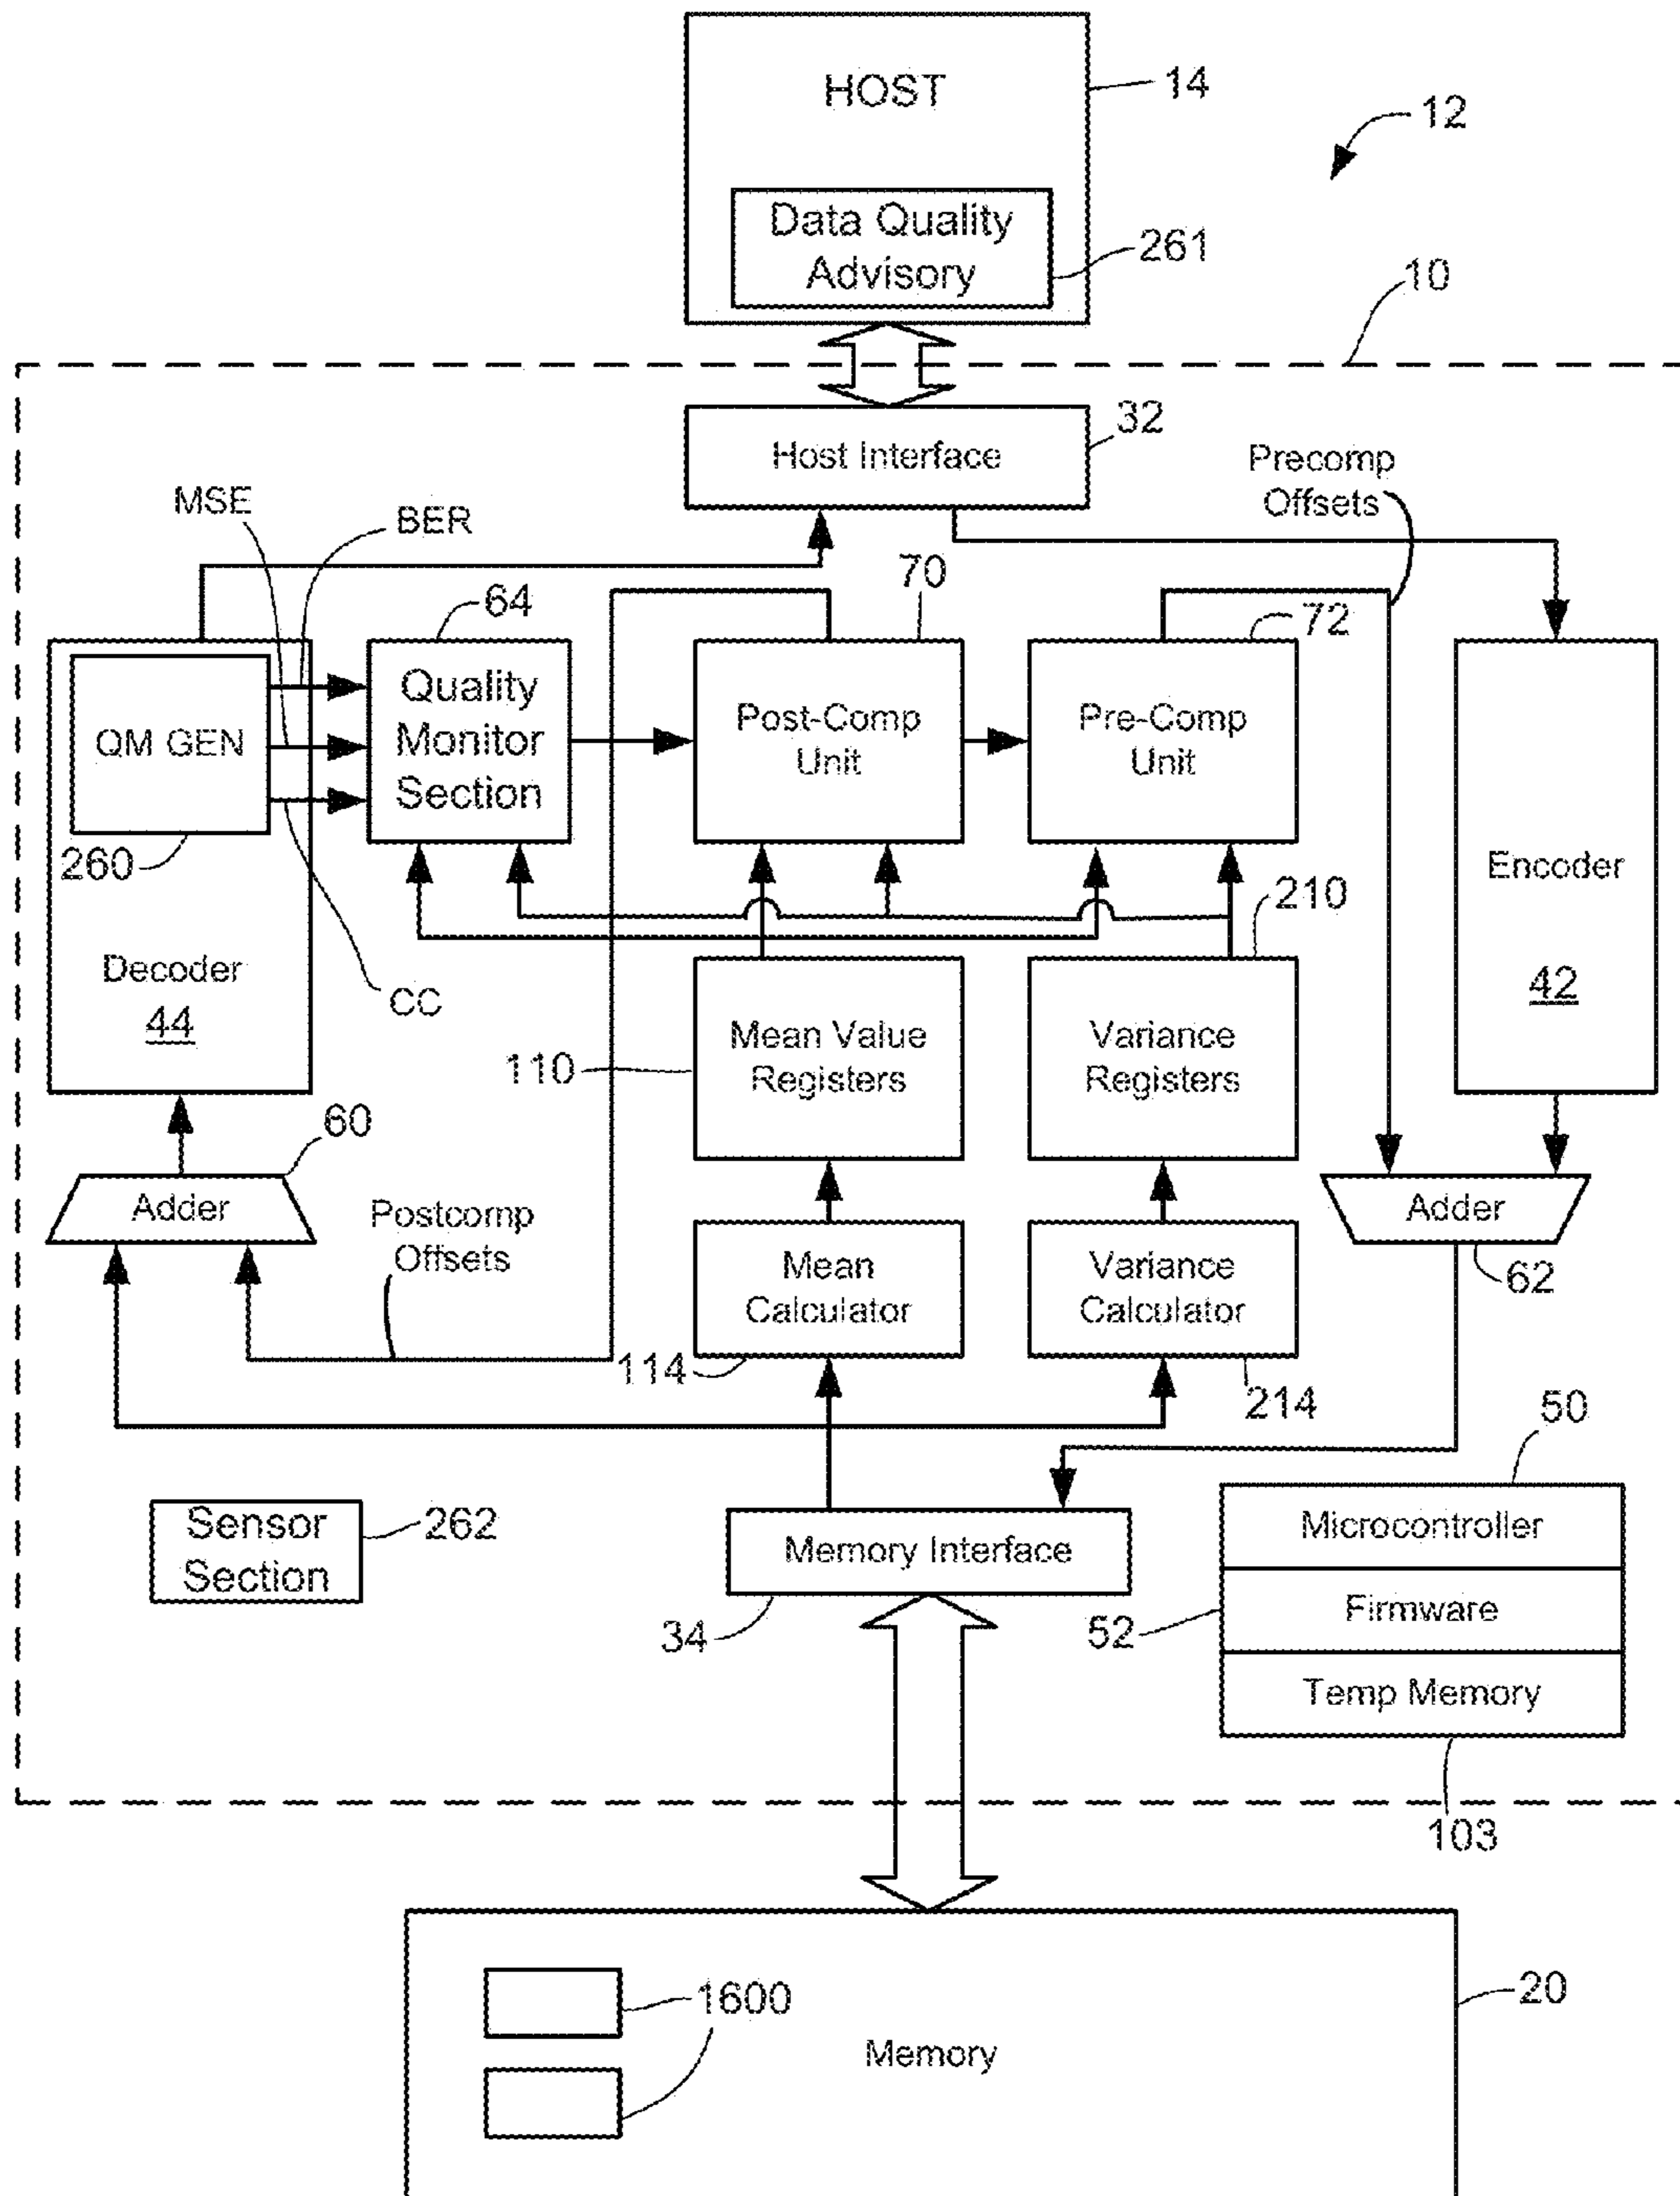 HOST
14
12
Data Quality
Advisory
261
10
32
Host Interface
Precomp
Offsets
MSE
BER
70
64
72
QM GEN
Quality
Monitor
Section
Post-Comp
Unit
Pre-Comp
Unit
260
Encoder
42
210
Decoder
44
CC
110
Mean Value
Registers
Variance
Registers
60
Adder
Postcomp
Offsets
Mean
Calculator
Variance
Calculator
Adder
62
114
214
50
Sensor
Section
262
Memory Interface
Microcontroller
34
52
Firmware
Temp Memory
103
1600
20
Memory